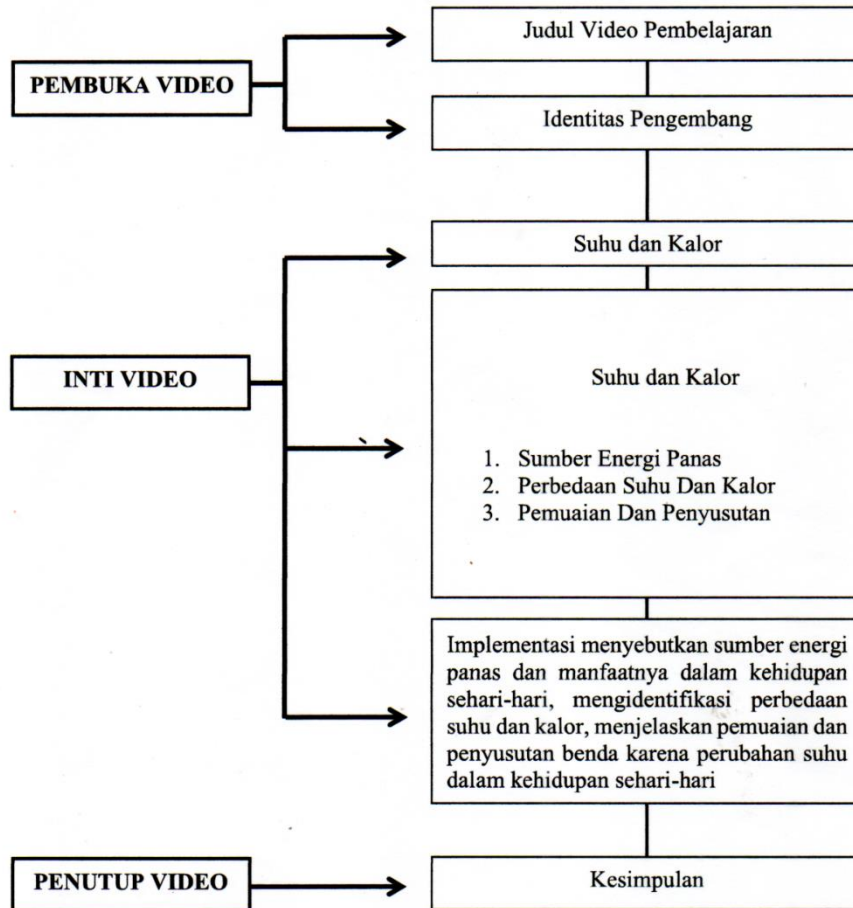 Judul Video Pembelajaran
PEMBUKA VIDEO
Identitas Pengembang
Suhu dan Kalor
INTI VIDEO
Suhu dan Kalor
1. Sumber Energi Panas
2. Perbedaan Suhu Dan Kalor
3. Pemuaian Dan Penyusutan
Implementasi menyebutkan sumber energi
panas dan manfaatnya dalam kehidupan
sehari-hari, mengidentifikasi perbedaan
suhu dan kalor, menjelaskan pemuaian dan
penyusutan benda karena perubahan suhu
dalam kehidupan sehari-hari
PENUTUP VIDEO
Kesimpulan